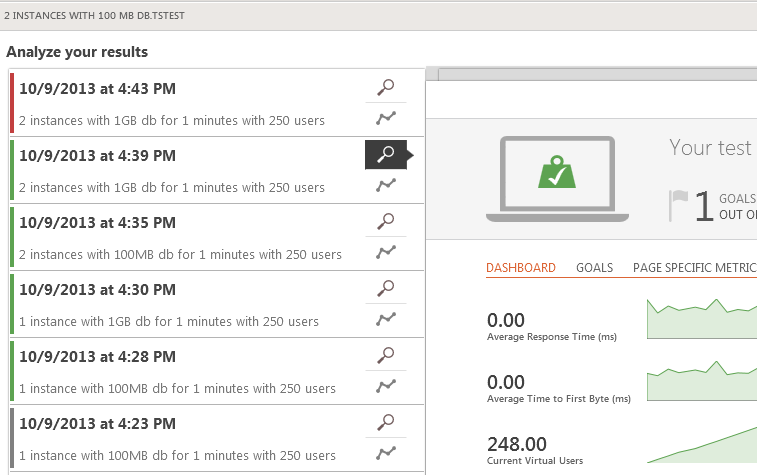 2 INSTANCES WITH 100 MB DB.TSTEST
Analyze your results
10/9/2013 at 4:43 PM
2 instances with 1GB db for 1 minutes with 250 users
10/9/2013 at 4:39 PM
2 instances with 1GB db for 1 minutes with 250 users
10/9/2013 at 4:35 PM
2 instances with 100MB db for 1 minutes with 250 users
10/9/2013 at 4:30 PM
1 instance with 1GB db for 1 minutes with 250 users
10/9/2013 at 4:28 PM
1 instance with 100MB db for 1 minutes with 250 users
10/9/2013 at 4:23 PM
1 instance with 100MB db for 1 minutes with 250 users
Your test
1 GOALS
OUT O
DASHBOARD GOALS PAGE SPECIFIC METRIC
0.00
Average Response Time (ms)
0.00
Average Time to First Byte (ms)
248.00
Current Virtual Users